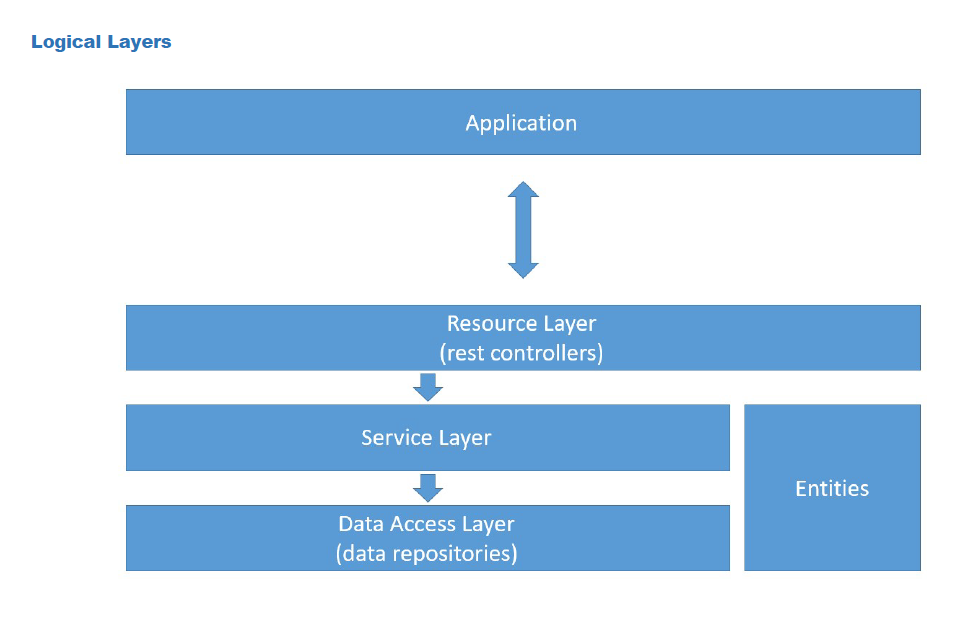 Logical Layers
Application
Resource Layer
(rest controllers)
Service Layer
Entities
Data Access Layer
(data repositories)